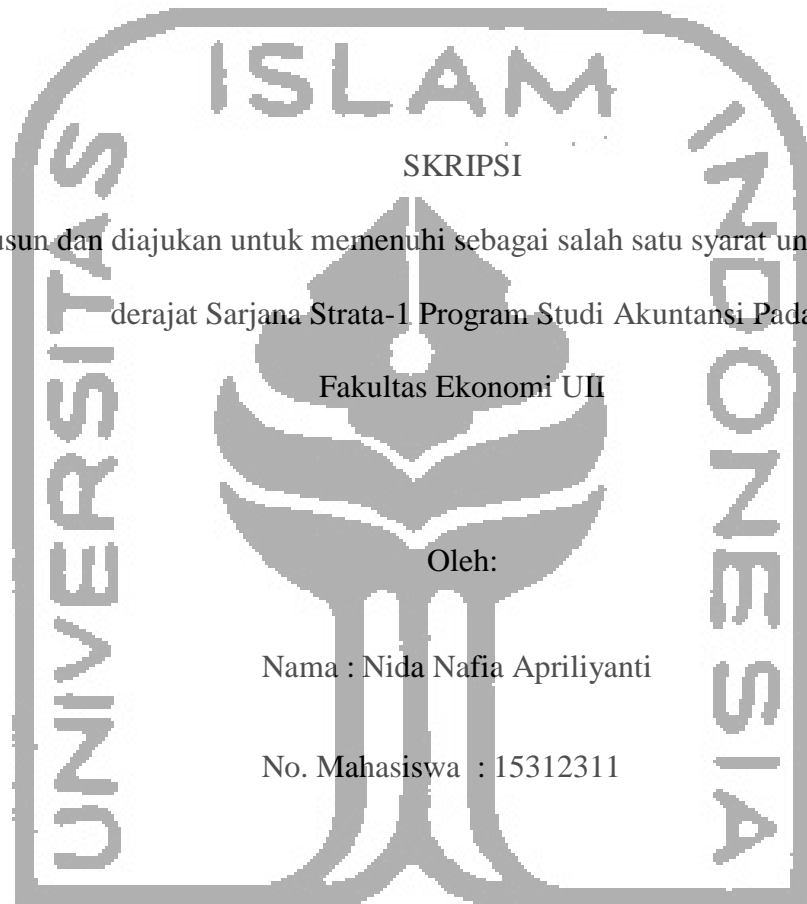 ISLAM
UNIVERSITAS
INDONESIA
SKRIPSI
dan diajukan untuk memenuhi sebagai salah satu syarat
derajat Sarjana Strata-1 Program Studi Akuntansi Pada
Fakultas Ekonomi UII
Oleh:
Nama : Nida Nafia Apriliyanti
No. Mahasiswa : 15312311